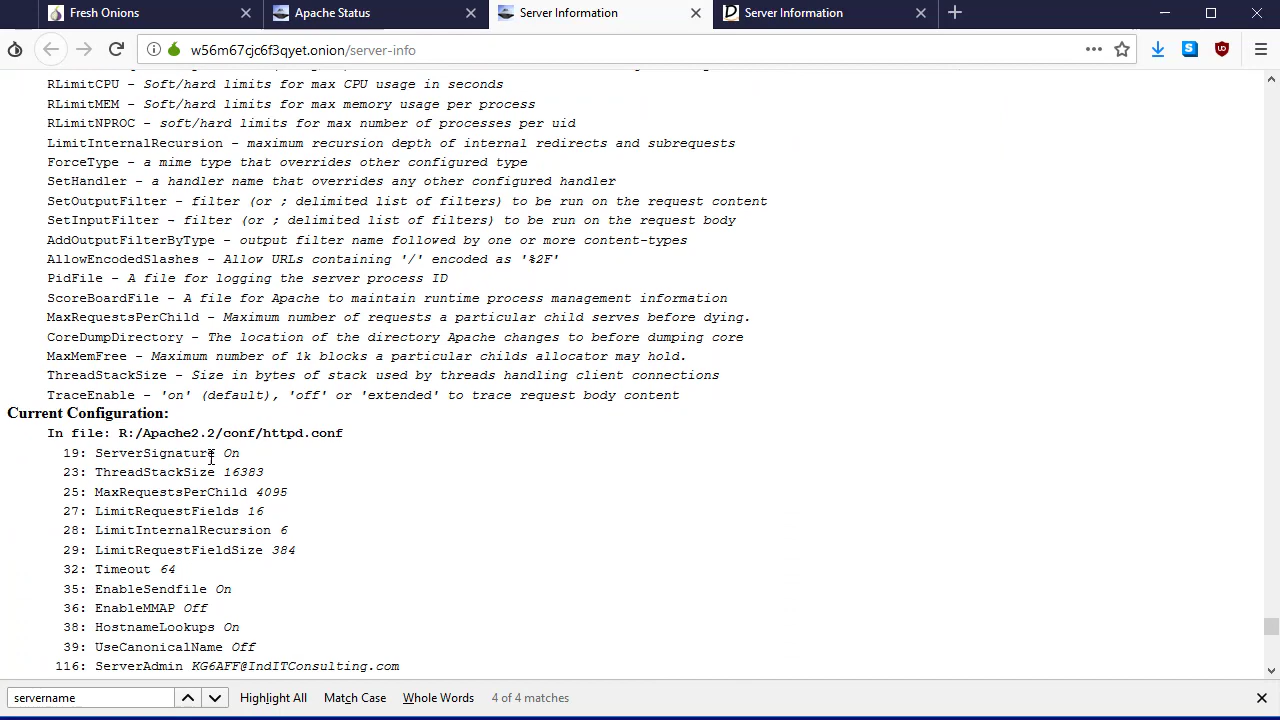 Fresh Onions
Apache Status
Server Information
Server Information
w56m67cjc6f3qyet.onion/server-info
RLimitCPU - Soft/hard limits for max CPU usage in seconds
RLimitMEM - Soft/hard limits for max memory usage per process
RLimitNPROC - soft/hard limits for max number of processes per uid
LimitInternalRecursion - maximum recursion depth of internal redirects and subrequests
ForceType - a mime type that overrides other configured type
SetHandler - a handler name that overrides any other configured handler
SetOutputFilter - filter (or ; delimited list of filters) to be run on the request content
SetInputFilter - filter (or ; delimited list of filters) to be run on the request body
AddOutputFilterByType - output filter name followed by one or more content-types
AllowEncodedSlashes - Allow URLs containing '/' encoded as '%2F'
PidFile - A file for logging the server process ID
ScoreBoardFile - A file for Apache to maintain runtime process management information
MaxRequestsPerChild - Maximum number of requests a particular child serves before dying.
CoreDumpDirectory - The location of the directory Apache changes to before dumping core
MaxMemFree - Maximum number of 1k blocks a particular childs allocator may hold.
ThreadStackSize - Size in bytes of stack used by threads handling client connections
TraceEnable - 'on' (default), 'off' or 'extended' to trace request body content
Current Configuration:
In file: R:/Apache2.2/conf/httpd.conf
19: ServerSignature On
23: ThreadStackSize 16383
25: MaxRequestsPerChild 4095
27: LimitRequestFields 16
28: LimitInternalRecursion 6
29: LimitRequestFieldSize 384
32: Timeout 64
35: EnableSendfile On
36: EnableMMAP Off
38: HostnameLookups On
39: UseCanonicalName Off
116: ServerAdmin KG6AFF@IndITConsulting.com
servername
Highlight All
Match Case
Whole Words
4 of 4 matches